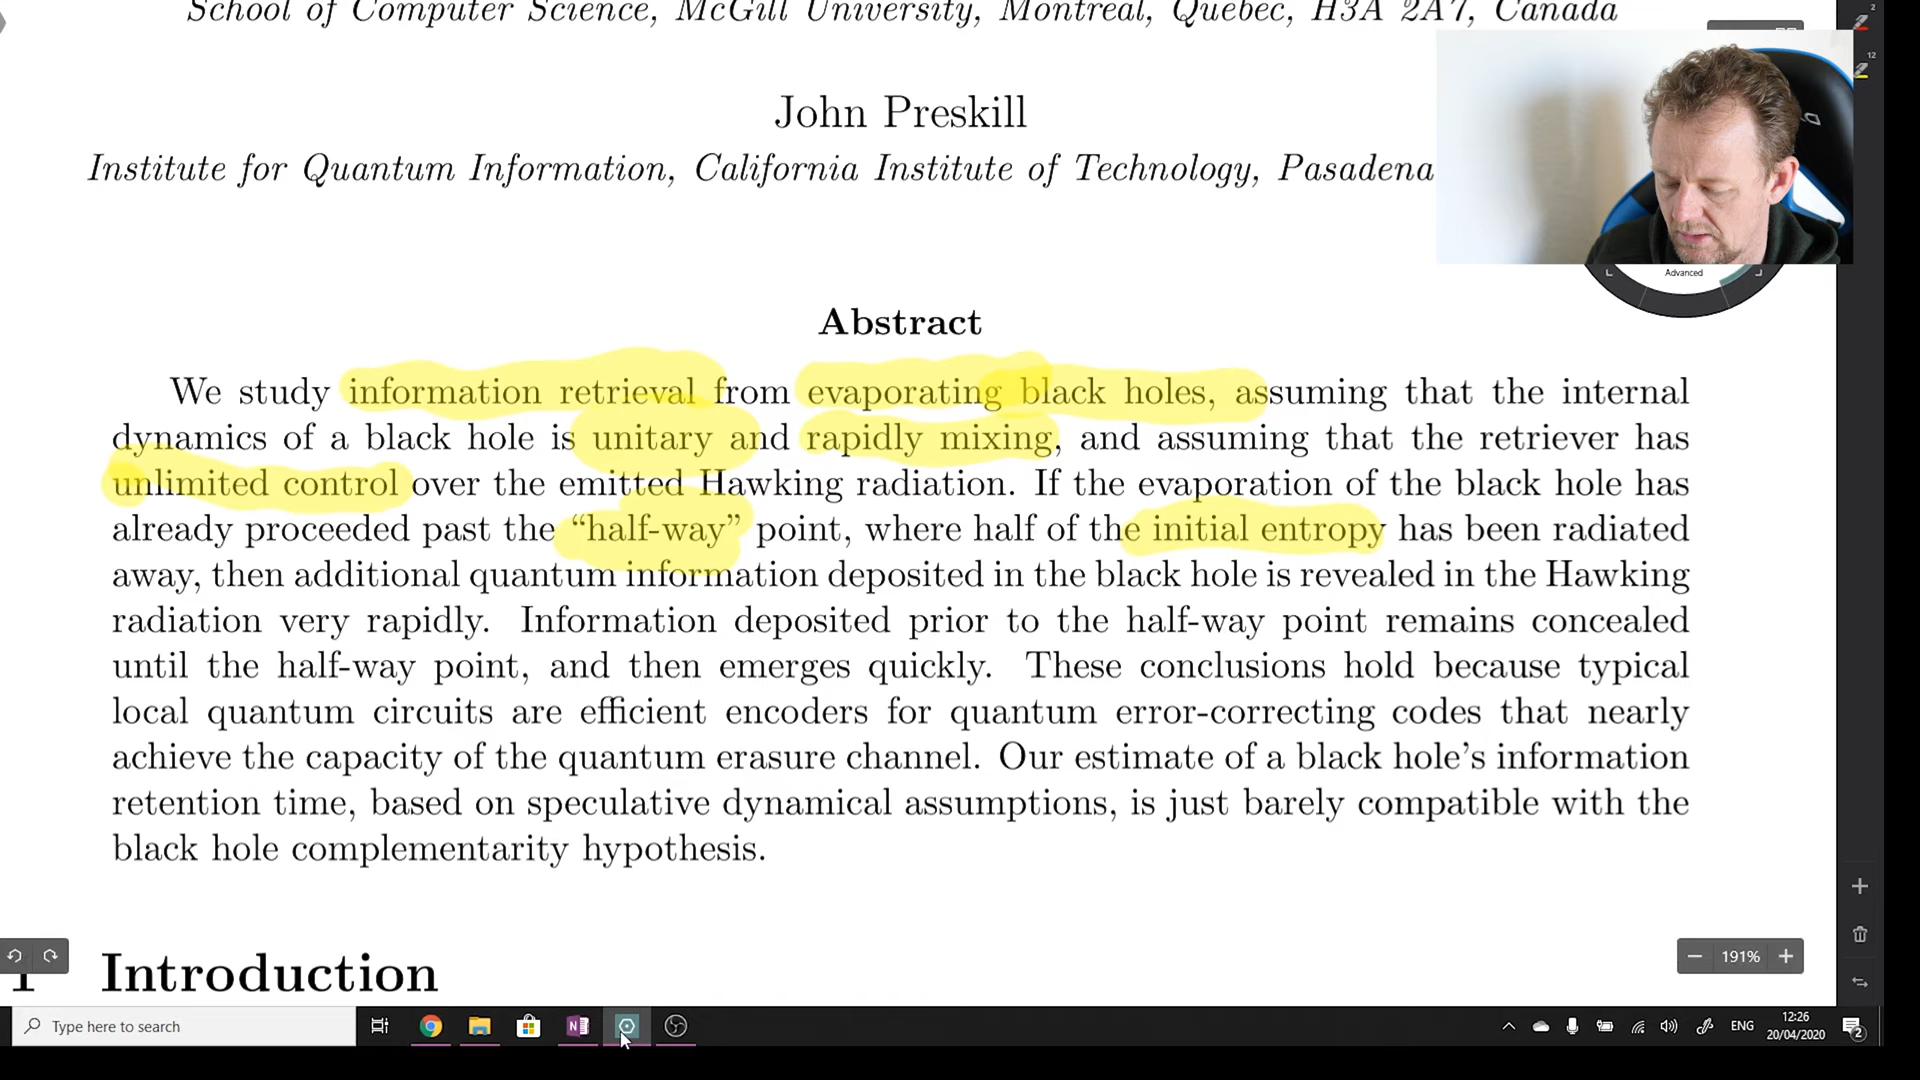 School of Computer Science, McGill University, Montreal, Quebec, H3A 2A7, Canada
2
12
John Preskill
Institute for Quantum Information, California Institute of Technology, Pasadena
Advanced
Abstract
We study information retrieval from evaporating black holes, assuming that the internal
dynamics of a black hole is unitary and rapidly mixing, and assuming that the retriever has
unlimited control over the emitted Hawking radiation. If the evaporation of the black hole has
already proceeded past the “half-way” point, where half of the initial entropy has been radiated
away, then additional quantum information deposited in the black hole is revealed in the Hawking
radiation very rapidly. Information deposited prior to the half-way point remains concealed
until the half-way point, and then emerges quickly. These conclusions hold because typical
local quantum circuits are efficient encoders for quantum error-correcting codes that nearly
achieve the capacity of the quantum erasure channel. Our estimate of a black hole’s information
retention time, based on speculative dynamical assumptions, is just barely compatible with the
black hole complementarity hypothesis.
191%
1 Introduction
Type here to search
N
ENG
12:26
20/04/2020
2